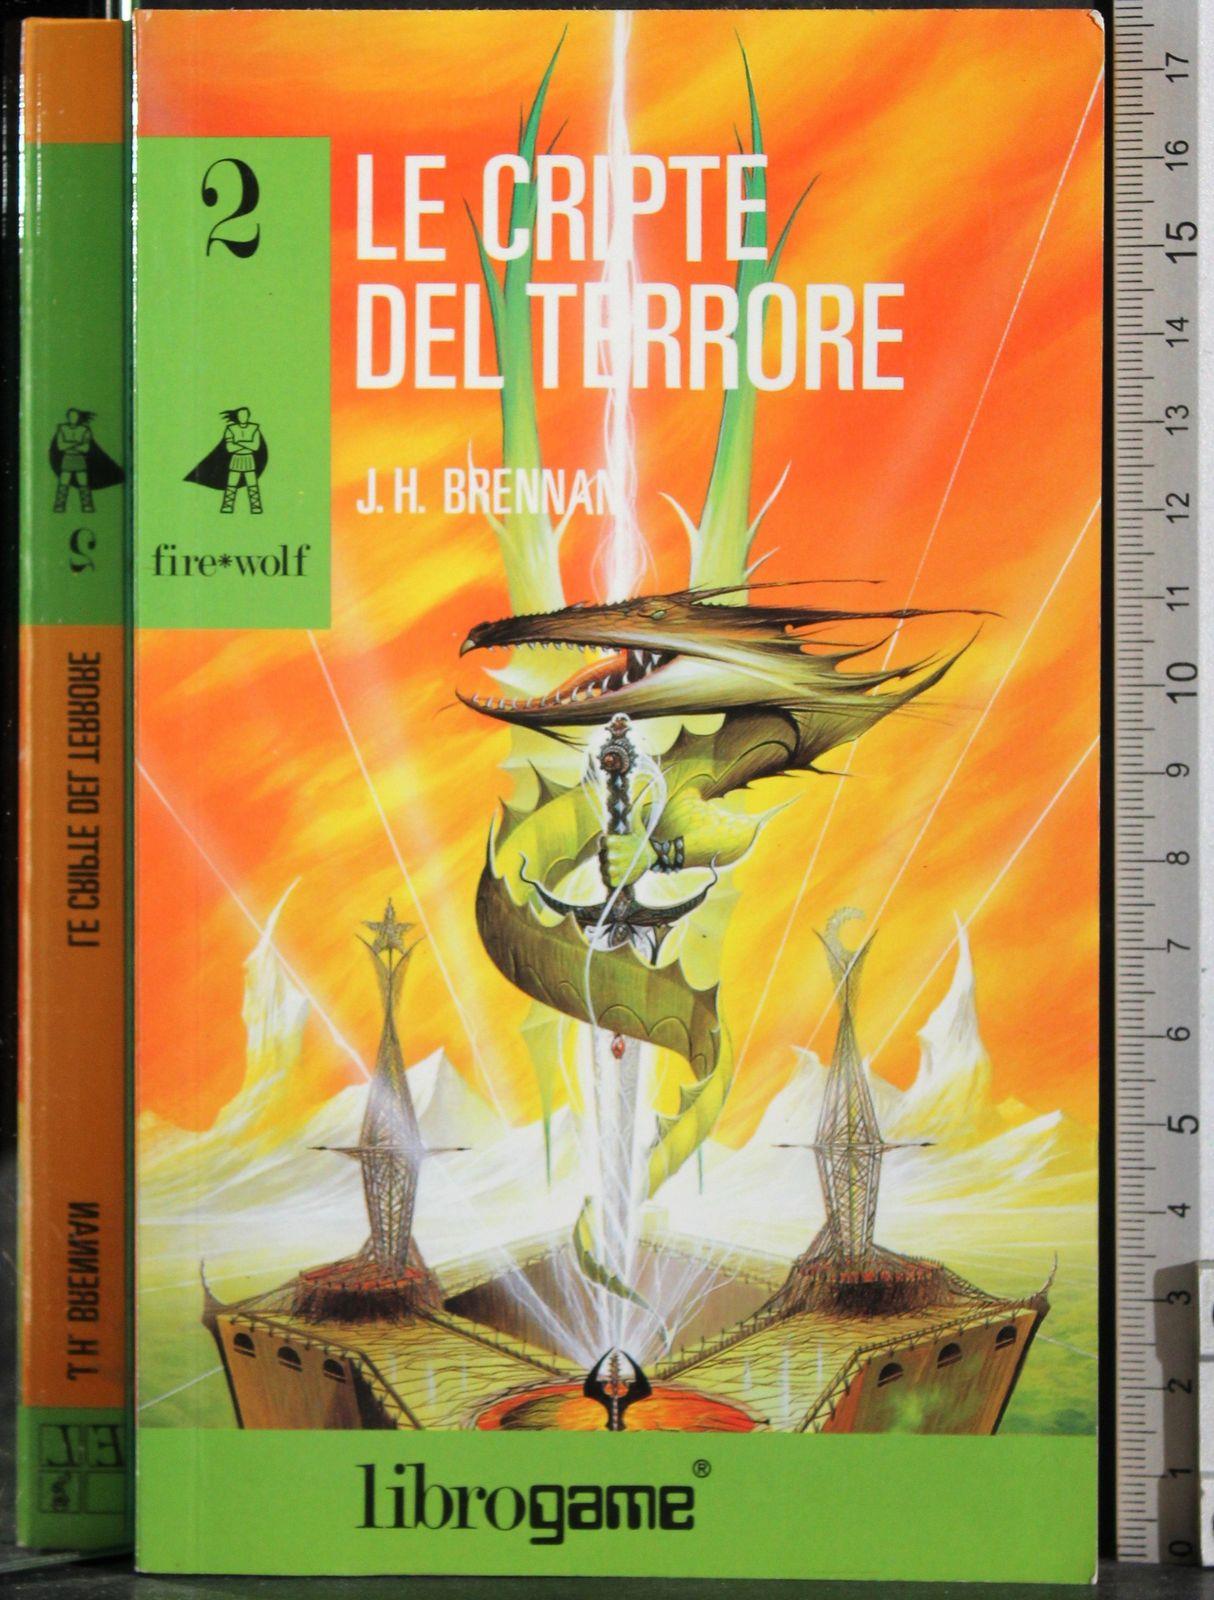 2
LE CRIPTE
DEL TERRORE
J. H. BRENNAN
fire*wolf
librogame®
2
LE CRIPTE DEL TERRORE
J. H. BRENNAN
E.L
17
16
15
14
13
12
11
10
9
8
7
6
5
4
3
2
1
0